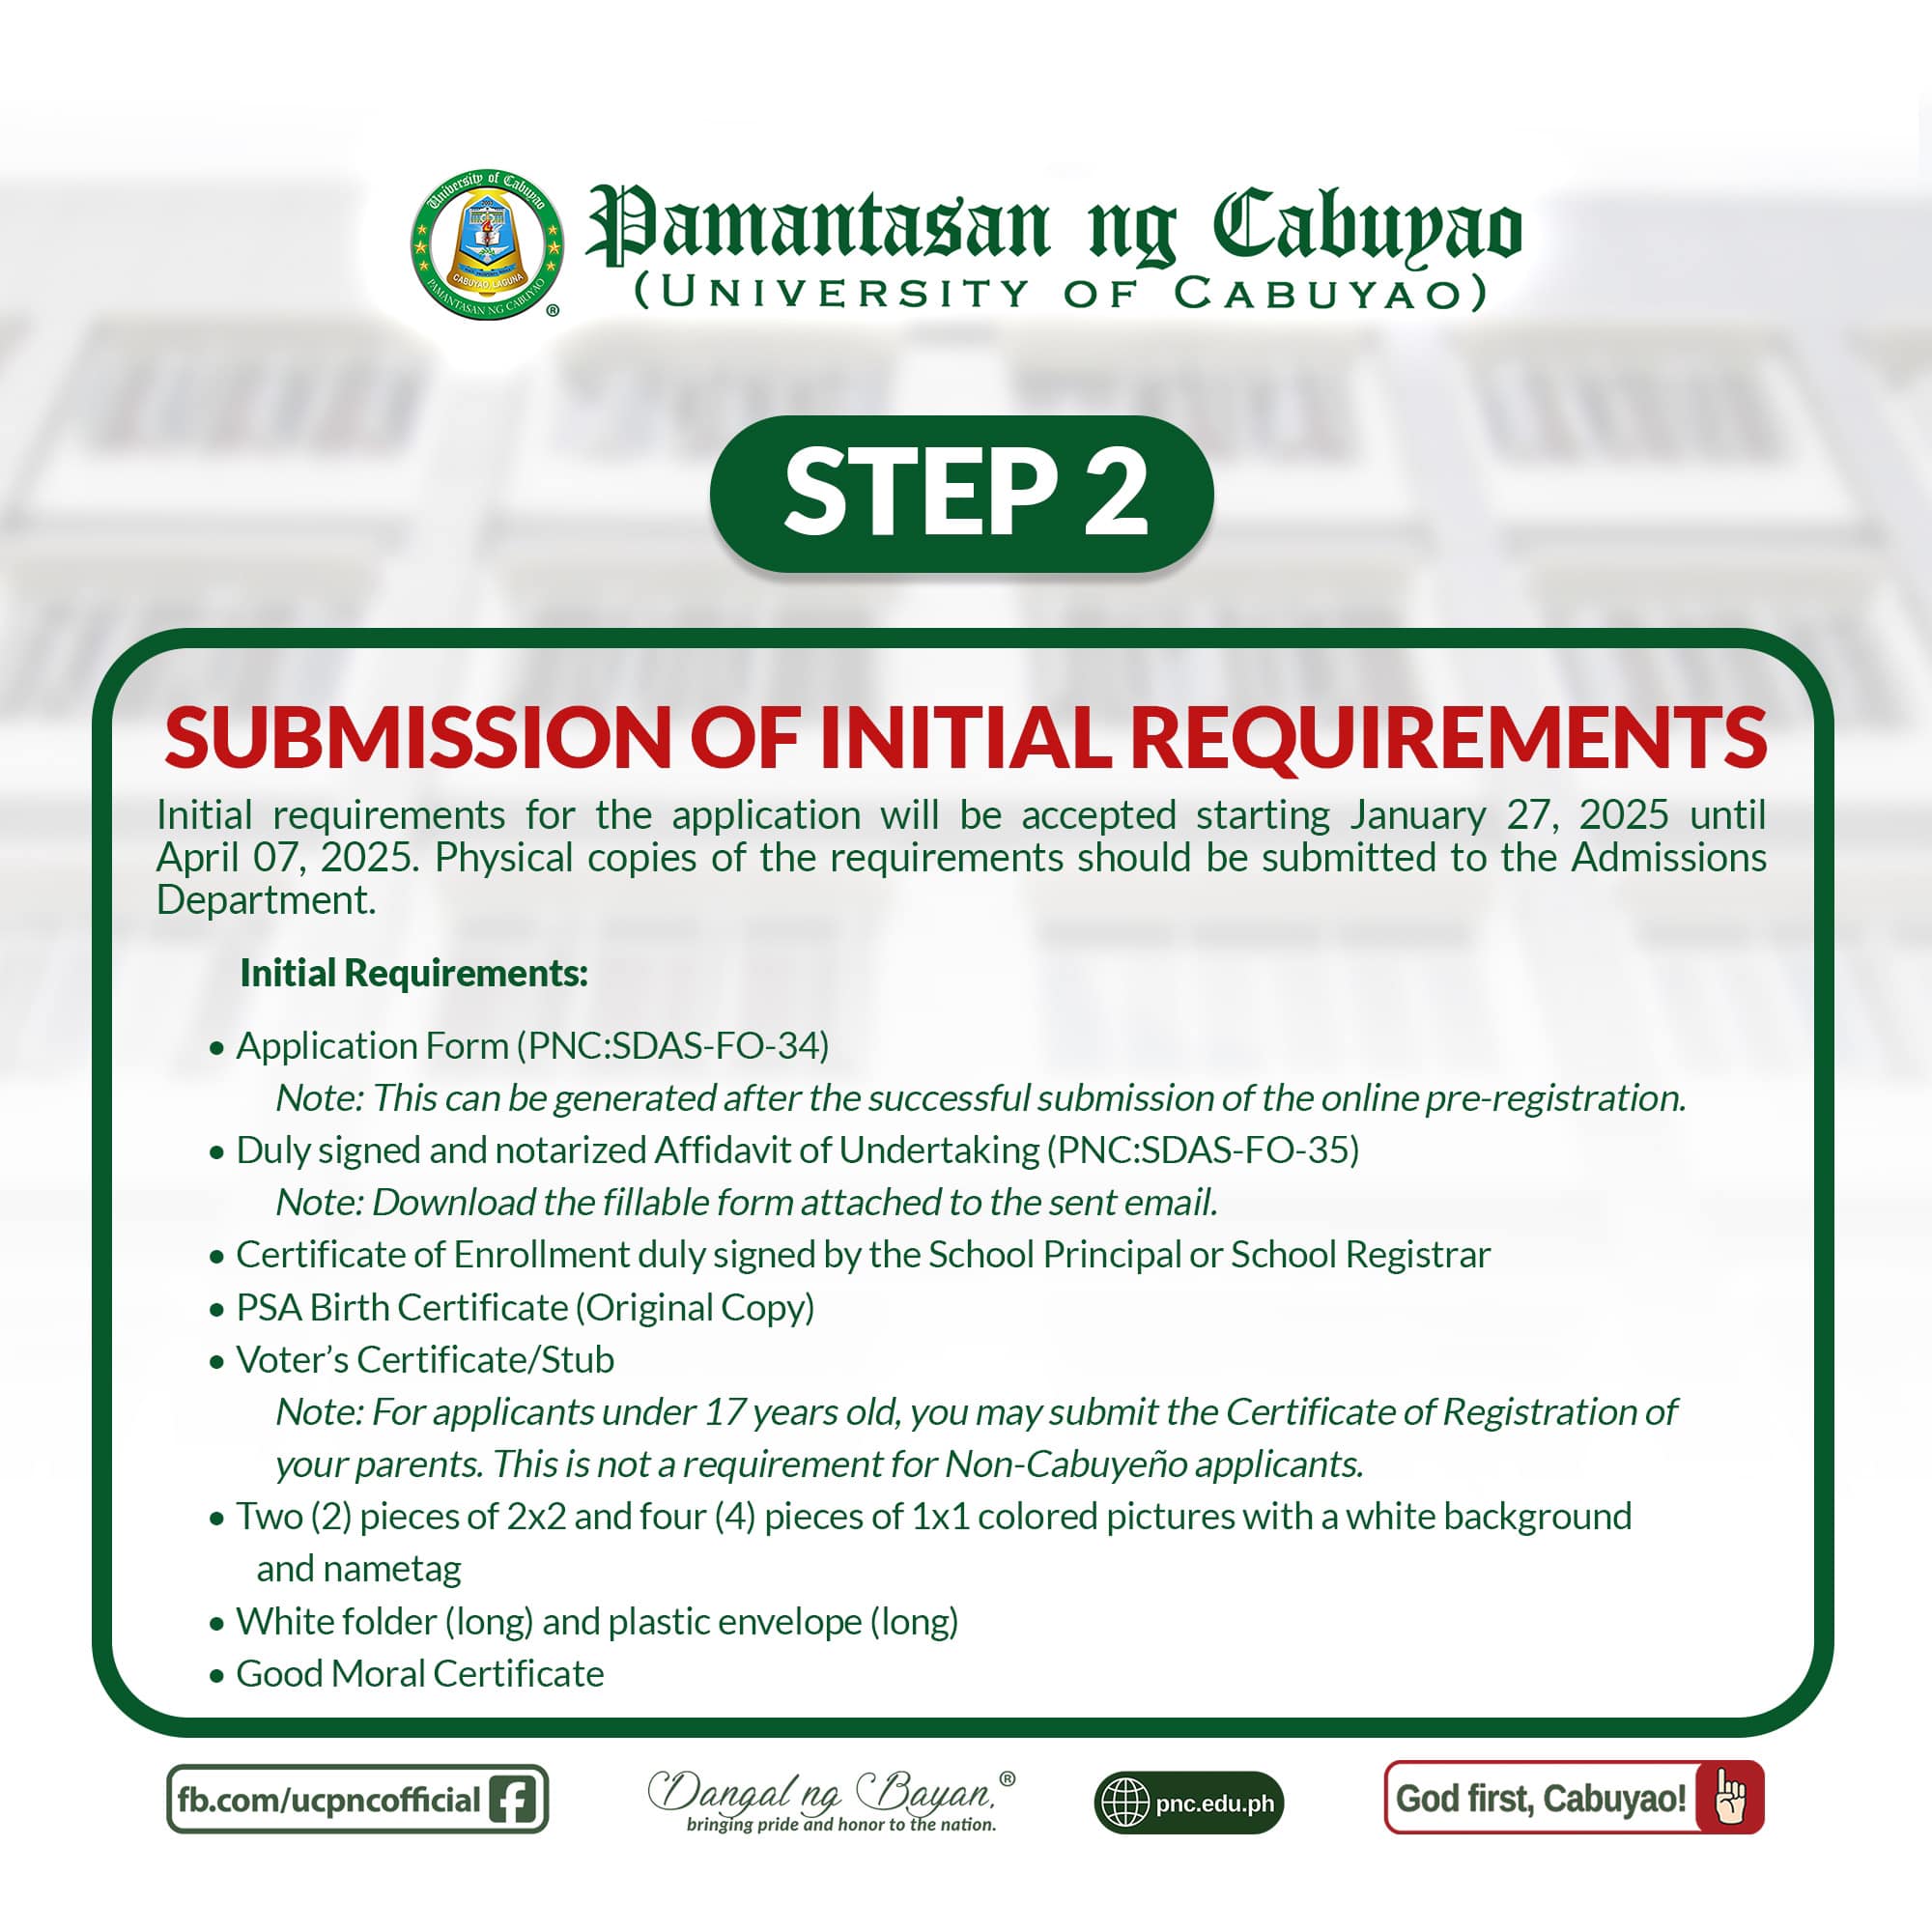 University of Cabuyao
2003
CABUYAO, LAGUNA
PAMANTASAN NG CABUYAO
®
Pamantasan ng Cabuyao
(UNIVERSITY OF CABUYAO)
STEP 2
SUBMISSION OF INITIAL REQUIREMENTS
Initial requirements for the application will be accepted starting January 27, 2025 until
April 07, 2025. Physical copies of the requirements should be submitted to the Admissions
Department.
Initial Requirements:
• Application Form (PNC:SDAS-FO-34)
Note: This can be generated after the successful submission of the online pre-registration.
• Duly signed and notarized Affidavit of Undertaking (PNC:SDAS-FO-35)
Note: Download the fillable form attached to the sent email.
• Certificate of Enrollment duly signed by the School Principal or School Registrar
• PSA Birth Certificate (Original Copy)
• Voter’s Certificate/Stub
Note: For applicants under 17 years old, you may submit the Certificate of Registration of
your parents. This is not a requirement for Non-Cabuyeño applicants.
• Two (2) pieces of 2x2 and four (4) pieces of 1x1 colored pictures with a white background
and nametag
• White folder (long) and plastic envelope (long)
• Good Moral Certificate
fb.com/ucpncofficial
Dangal ng Bayan,®
bringing pride and honor to the nation.
pnc.edu.ph
God first, Cabuyao!